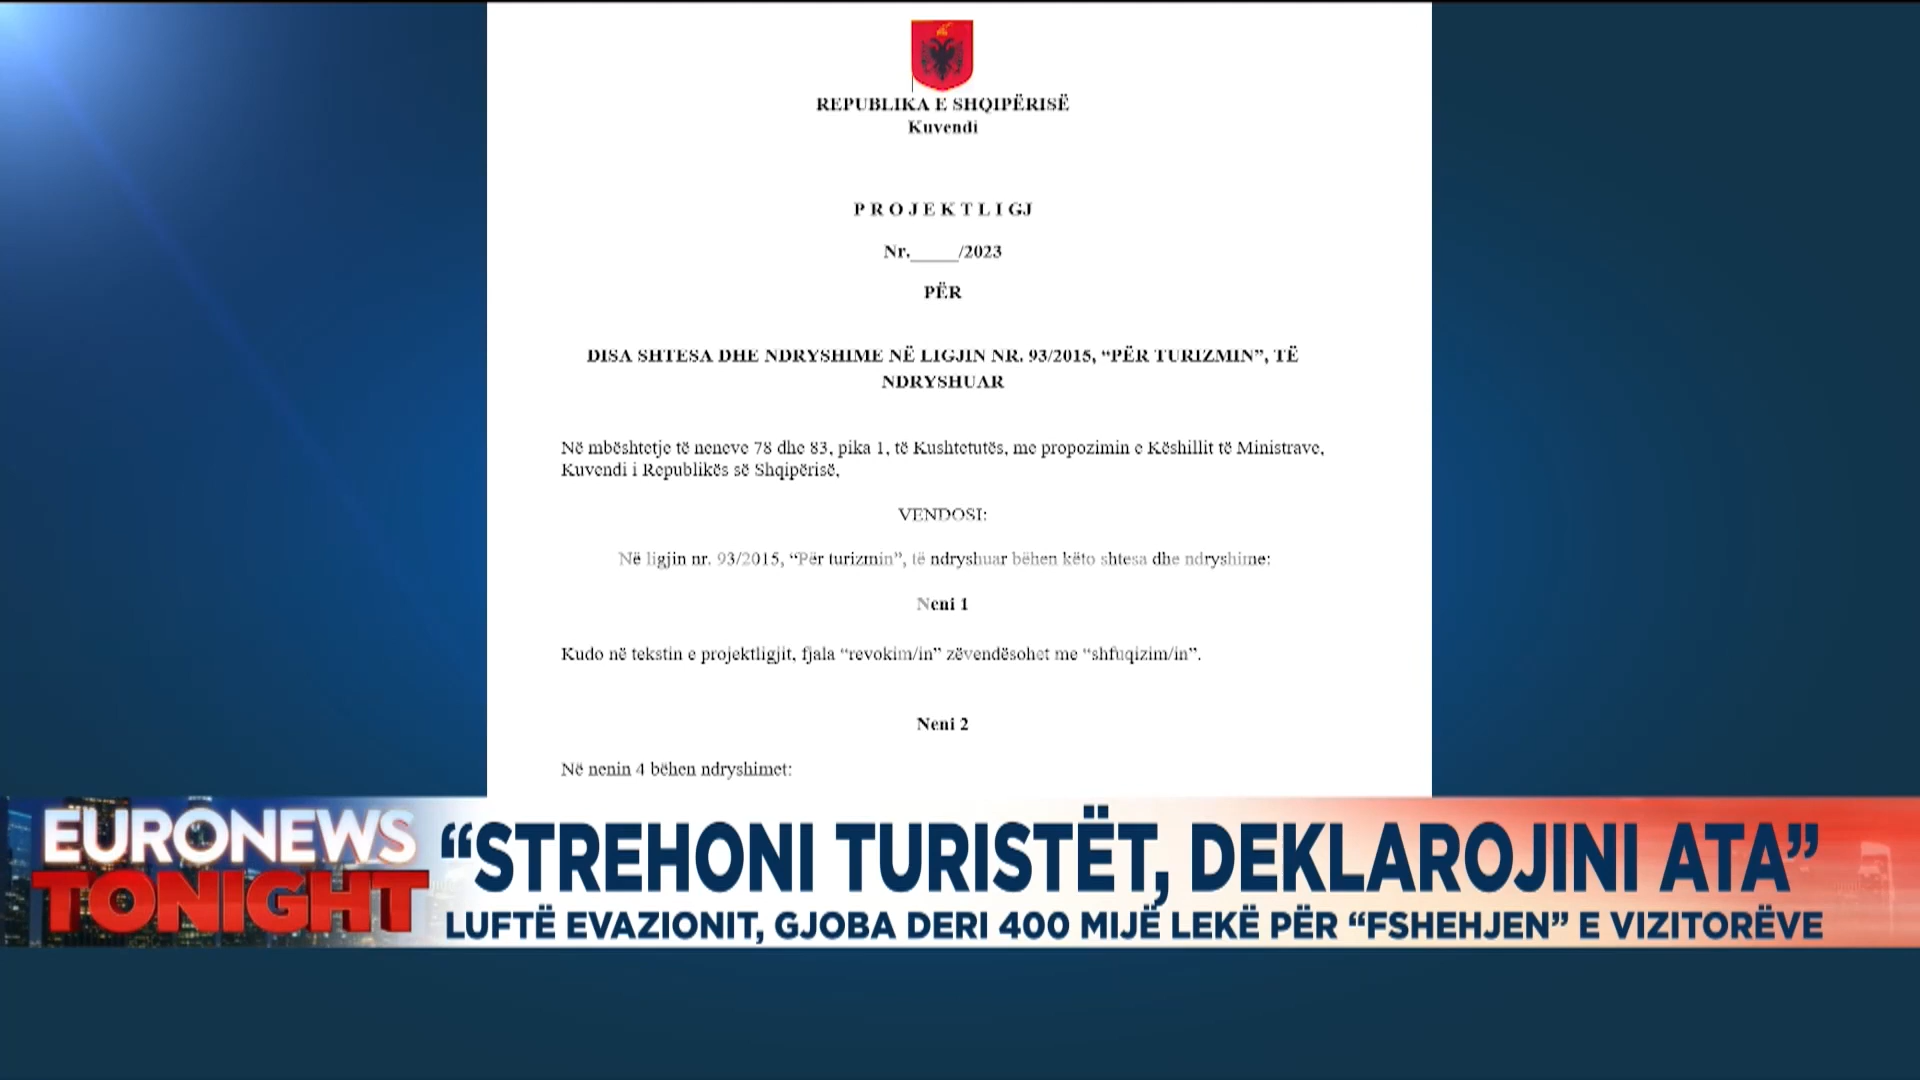 REPUBLIKA E SHQIPËRISË
Kuvendi
P R O J E K T L I GJ
Nr._____/2023
PËR
DISA SHTESA DHE NDRYSHIME NË LIGJIN NR. 93/2015, “PËR TURIZMIN”, TË
NDRYSHUAR
Në mbështetje të neneve 78 dhe 83, pika 1, të Kushtetutës, me propozimin e Këshillit të Ministrave,
Kuvendi i Republikës së Shqipërisë,
VENDOSI:
Në ligjin nr. 93/2015, “Për turizmin”, të ndryshuar bëhen këto shtesa dhe ndryshime:
Neni 1
Kudo në tekstin e projektligjit, fjala “revokim/in” zëvendësohet me “shfuqizim/in”.
Neni 2
Në nenin 4 bëhen ndryshimet:
EURONEWS
TONIGHT
“STREHONI TURISTËT, DEKLAROJINI ATA”
LUFTË EVAZIONIT, GJOBA DERI 400 MIJË LEKË PËR “FSHEHJEN” E VIZITORËVE